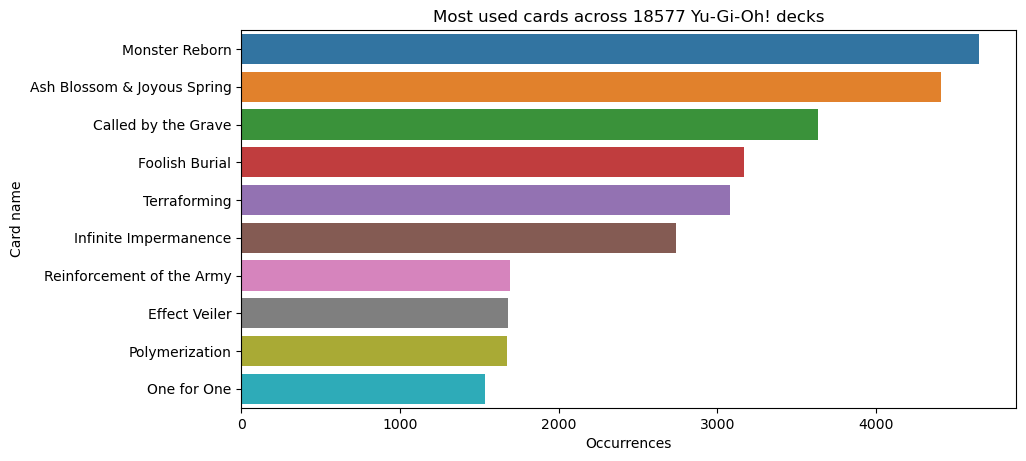 Most used cards across 18577 Yu-Gi-Oh! decks
Card name
Monster Reborn
Ash Blossom & Joyous Spring
Called by the Grave
Foolish Burial
Terraforming
Infinite Impermanence
Reinforcement of the Army
Effect Veiler
Polymerization
One for One
0 1000 2000 3000 4000
Occurrences